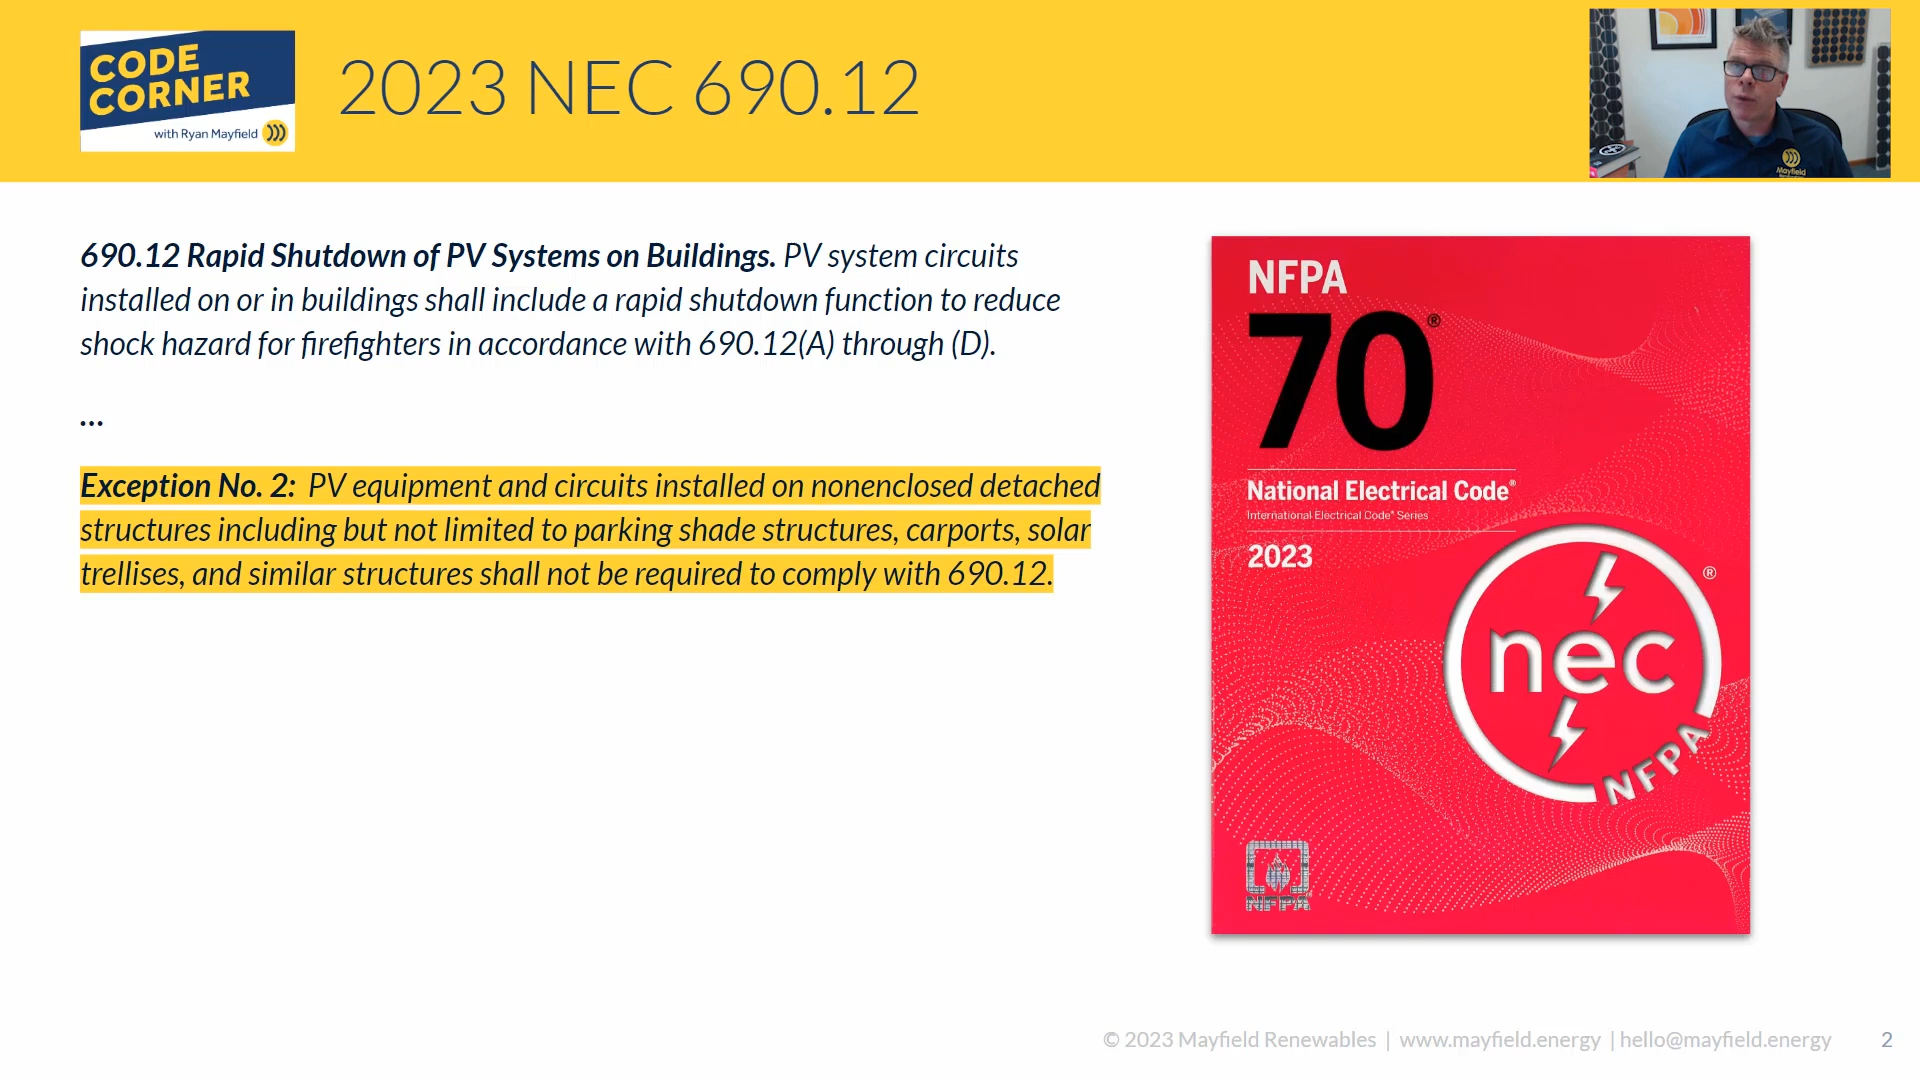 CODE
CORNER
with Ryan Mayfield
2023 NEC 690.12
Mayfield
690.12 Rapid Shutdown of PV Systems on Buildings. PV system circuits
installed on or in buildings shall include a rapid shutdown function to reduce
shock hazard for firefighters in accordance with 690.12(A) through (D).
...
Exception No. 2: PV equipment and circuits installed on nonenclosed detached
structures including but not limited to parking shade structures, carports, solar
trellises, and similar structures shall not be required to comply with 690.12.
NFPA
70®
National Electrical Code®
International Electrical Code® Series
2023
nec®
NFPA
NFPA
© 2023 Mayfield Renewables | www.mayfield.energy | hello@mayfield.energy 2